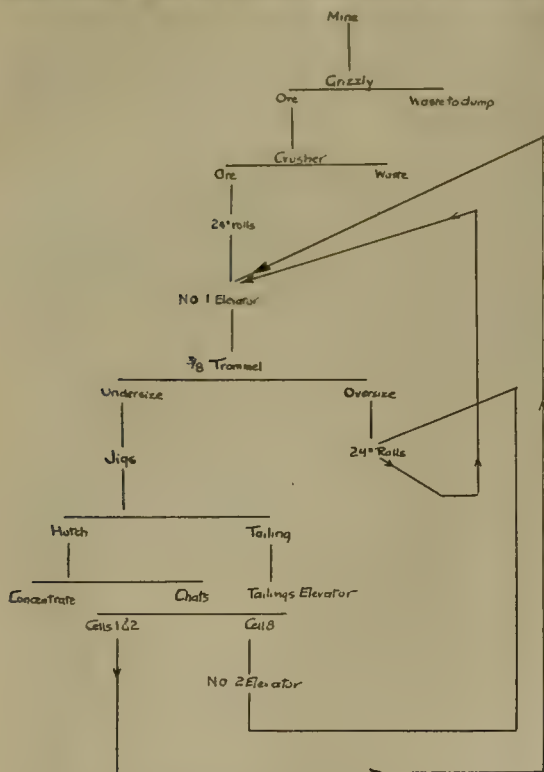 Mine
Grizzly
Ore Waste to dump
Crusher
Ore Waste
24" rolls
No 1 Elevator
3/8 Trommel
Undersize Oversize
24" Rolls
Jigs
Hutch Tailing
Concentrate Chats Tailings Elevator
Cells 1&2 Cell 3
No 2 Elevator